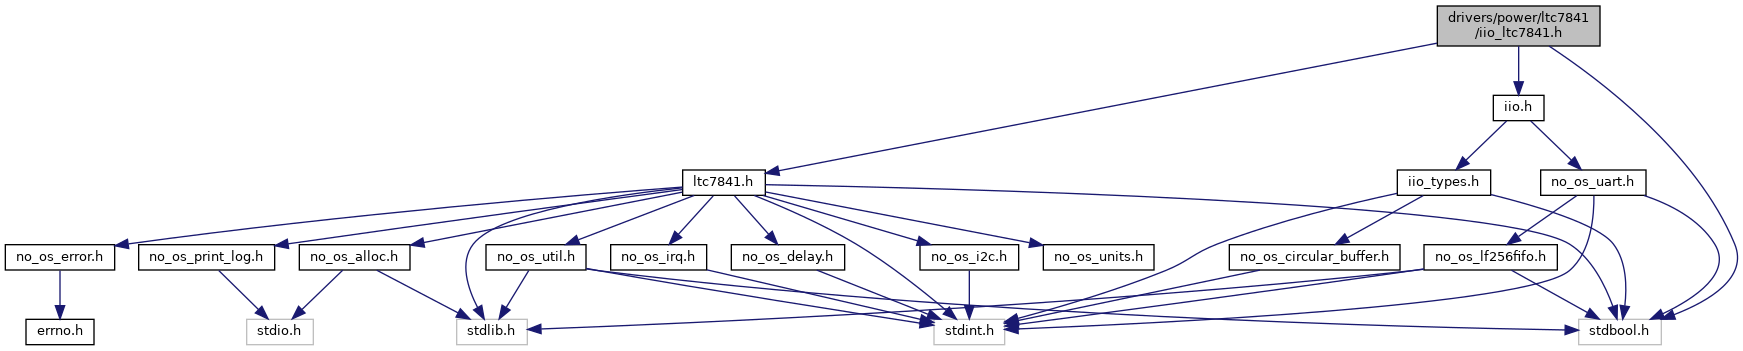 drivers/power/ltc7841
/iio_ltc7841.h
iio.h
ltc7841.h
iio_types.h
no_os_uart.h
no_os_error.h
no_os_print_log.h
no_os_alloc.h
no_os_util.h
no_os_irq.h
no_os_delay.h
no_os_i2c.h
no_os_units.h
no_os_circular_buffer.h
no_os_lf256fifo.h
errno.h
stdio.h
stdlib.h
stdint.h
stdbool.h